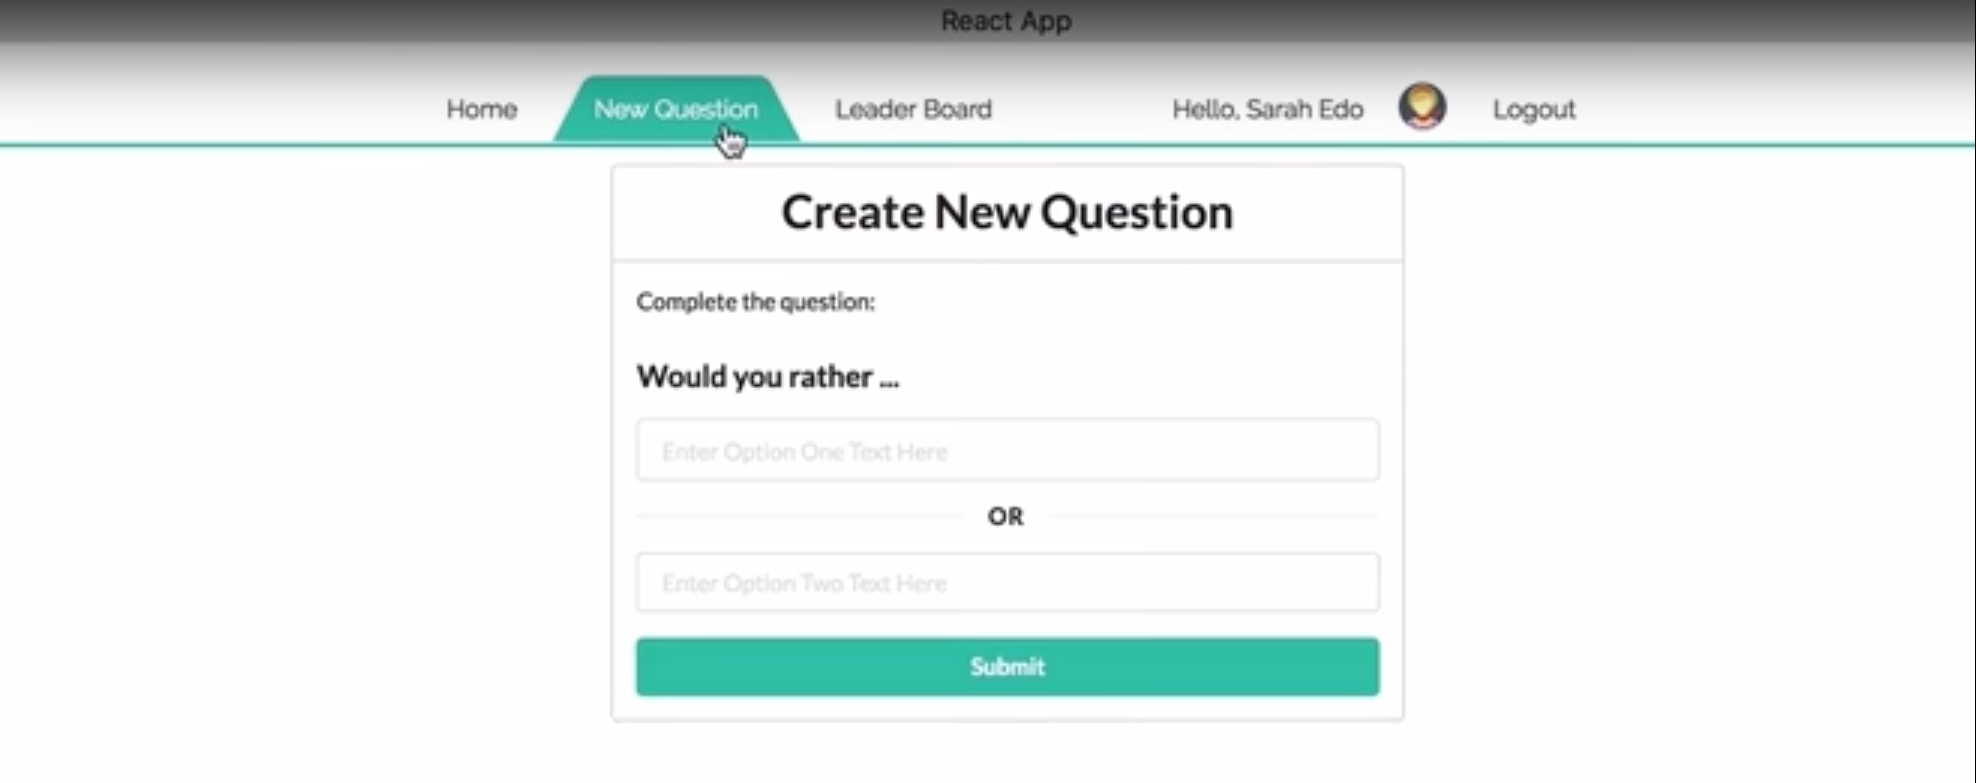 React App
Home New Question Leader Board Hello, Sarah Edo Logout
Create New Question
Complete the question:
Would you rather ...
Enter Option One Text Here
OR
Enter Option Two Text Here
Submit